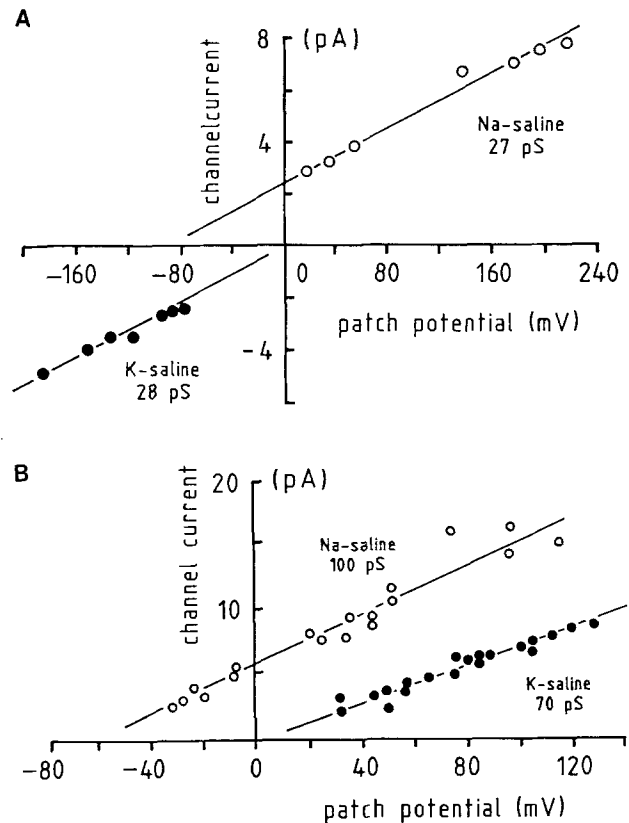 A
channelcurrent
8 (pA)
4
Na-saline
27 pS
-160 -80 0 80 160 240
patch potential (mV)
-4
K-saline
28 pS
B
channel current
20 (pA)
Na-saline
100 pS
10
K-saline
70 pS
-80 -40 0 40 80 120
patch potential (mV)